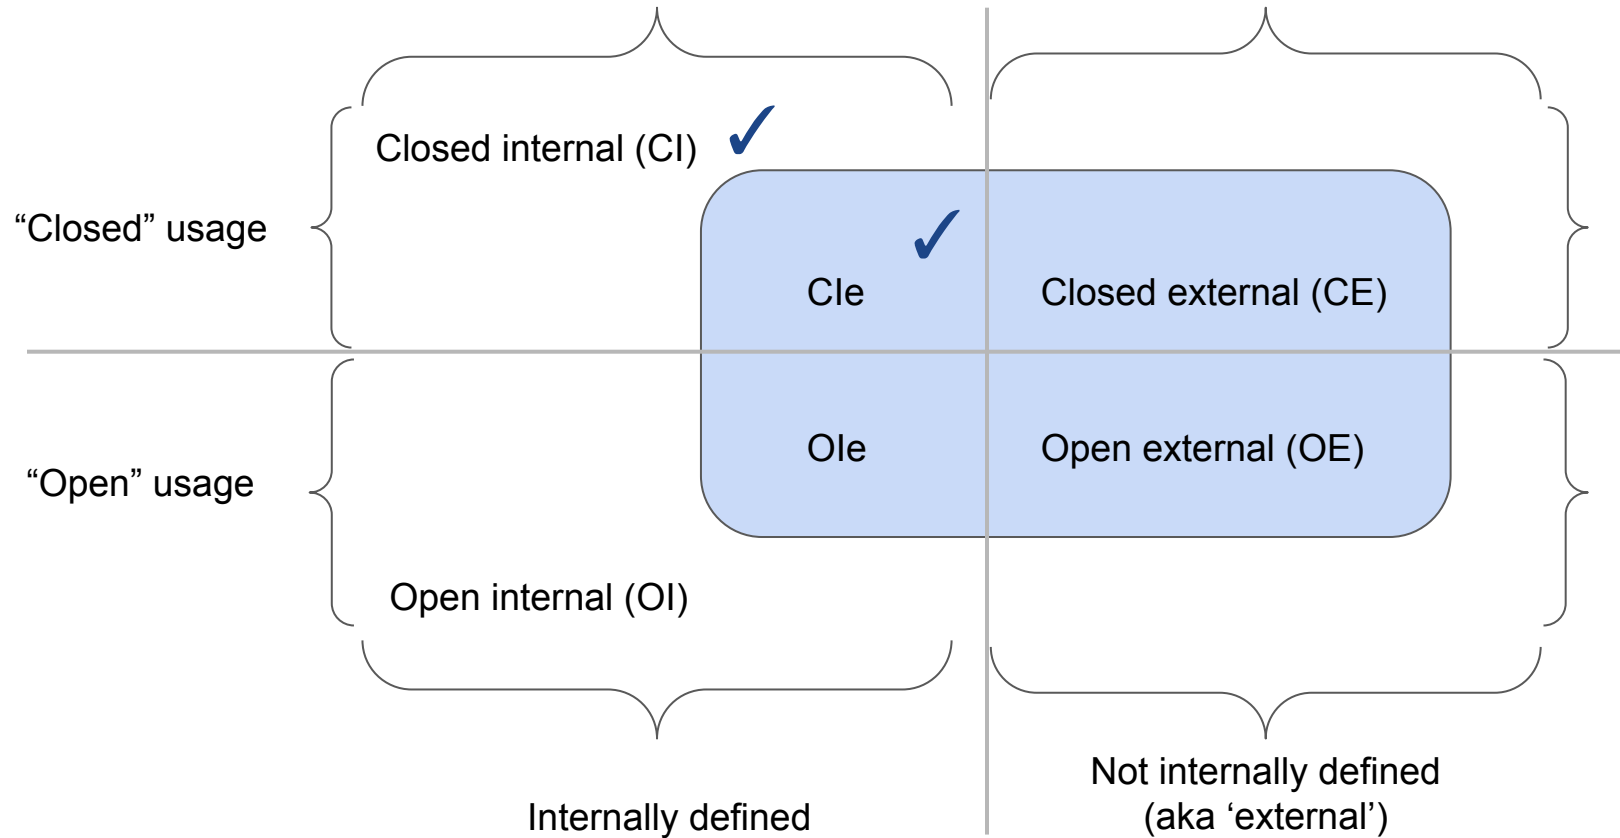 Closed internal (CI) ✓
“Closed” usage
✓
CIe
Closed external (CE)
OIe
Open external (OE)
“Open” usage
Open internal (OI)
Not internally defined
(aka ‘external’)
Internally defined